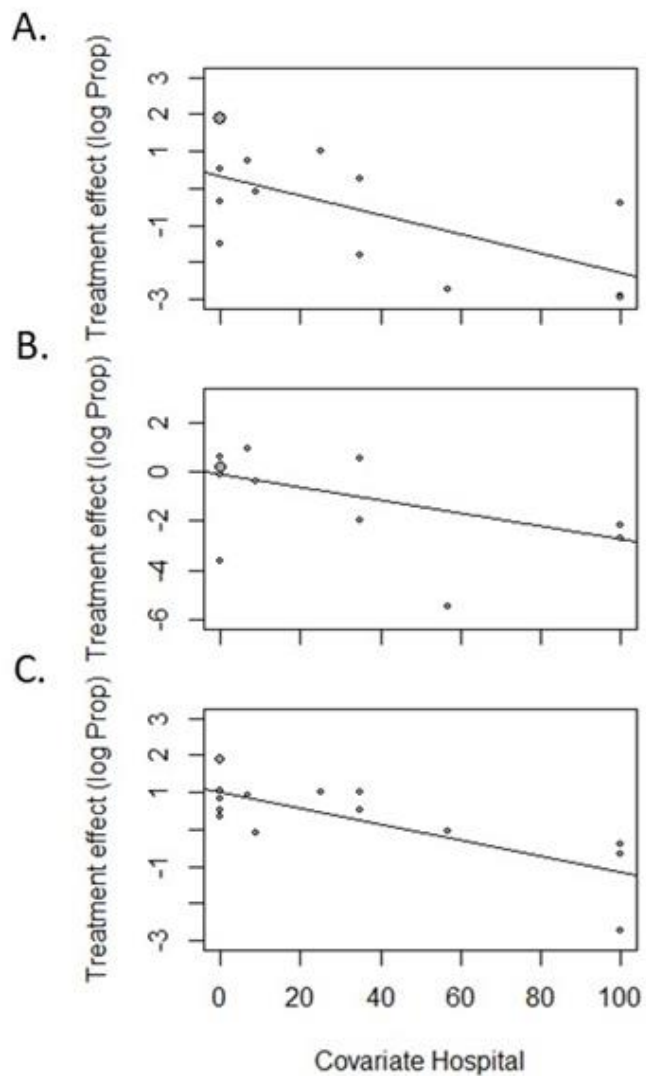 A.
Treatment effect (log Prop)
3
2
1
-1
-3
B.
Treatment effect (log Prop)
2
0
-2
-4
-6
C.
Treatment effect (log Prop)
3
2
1
-1
-3
0 20 40 60 80 100
Covariate Hospital